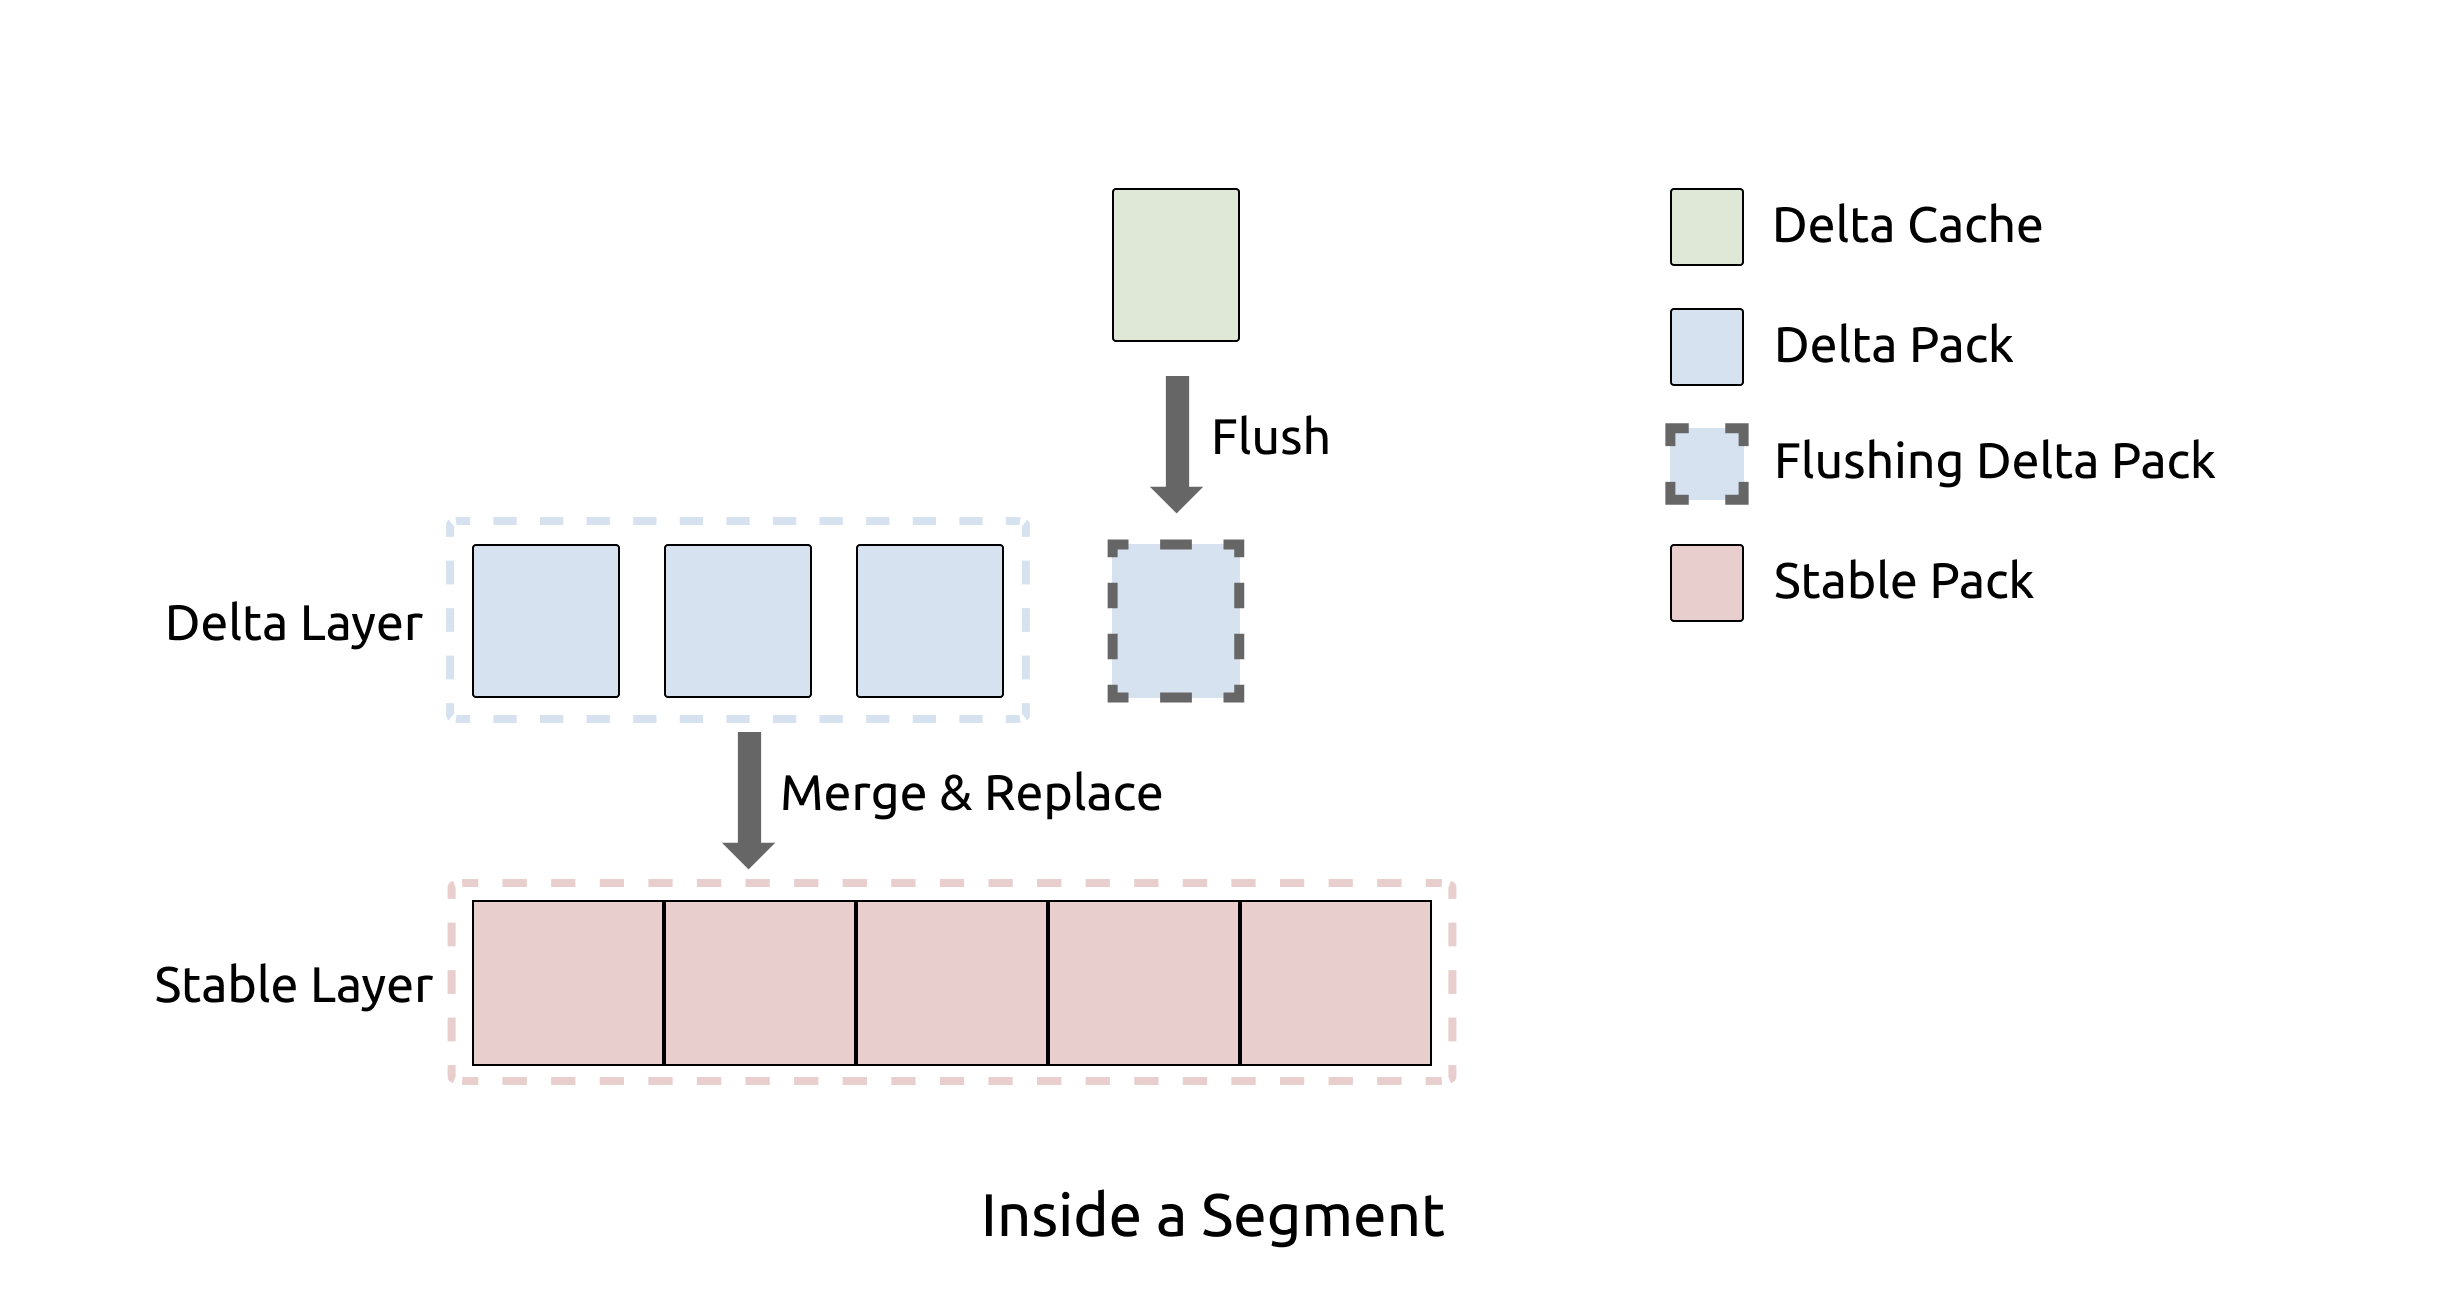 Delta Cache
Delta Pack
Flush
Flushing Delta Pack
Stable Pack
Delta Layer
Merge & Replace
Stable Layer
Inside a Segment